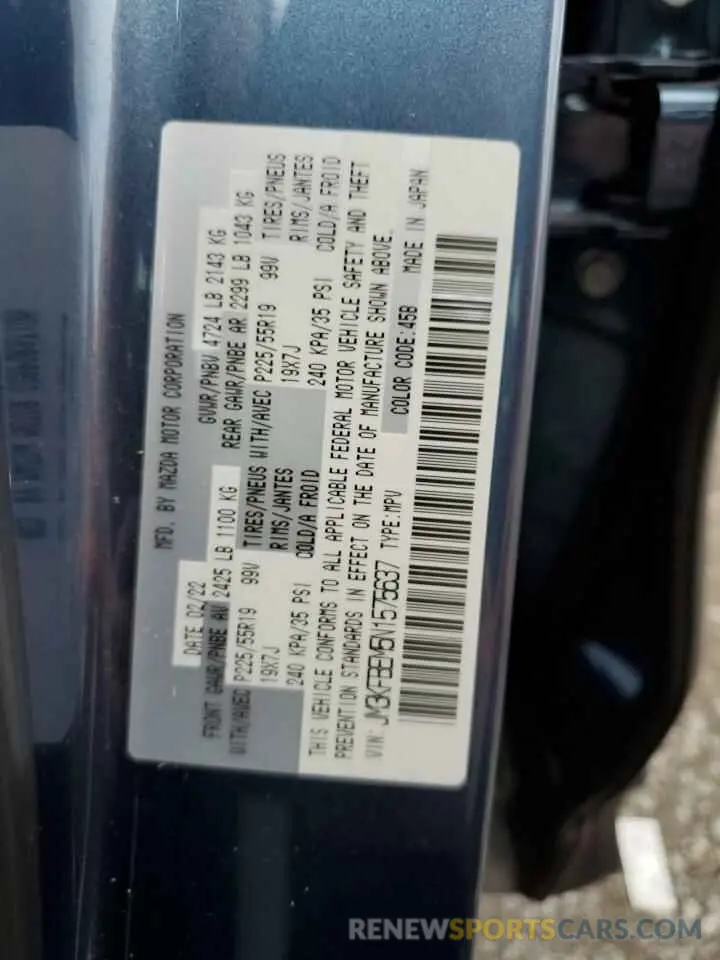 MFD. BY MAZDA MOTOR CORPORATION
DATE 02/22 GVWR/PNBV 4724 LB 2143 KG
FRONT GAWR/PNBE AV 2425 LB 1100 KG REAR GAWR/PNBE AR 2299 LB 1043 KG
WITH/AVEC P225/55R19 99V TIRES/PNEUS WITH/AVEC P225/55R19 99V TIRES/PNEUS
19X7J RIMS/JANTES 19X7J RIMS/JANTES
240 KPA/35 PSI COLD/A FROID 240 KPA/35 PSI COLD/A FROID
THIS VEHICLE CONFORMS TO ALL APPLICABLE FEDERAL MOTOR VEHICLE SAFETY AND THEFT
PREVENTION STANDARDS IN EFFECT ON THE DATE OF MANUFACTURE SHOWN ABOVE.
VIN: JM3KFBEM5N1575637 TYPE:MPV COLOR CODE:45B MADE IN JAPAN
RENEWSPORTSCARS.COM